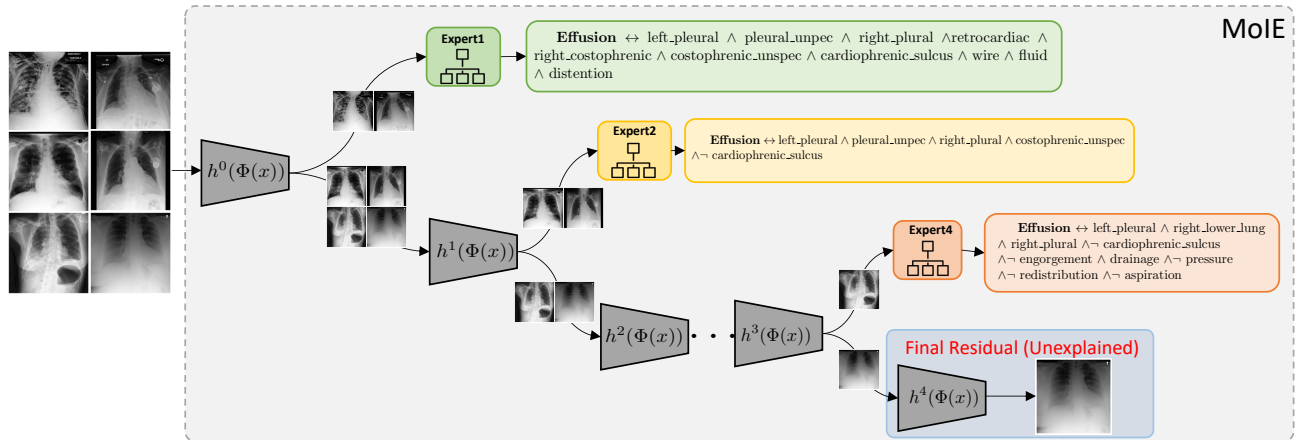 MoIE
Expert1
Effusion ↔ left_pleural ∧ pleural_unpec ∧ right_plural ∧retrocardiac ∧
right_costophrenic ∧ costophrenic_unspec ∧ cardiophrenic_sulcus ∧ wire ∧ fluid
∧ distention
h⁰(Φ(x))
Expert2
Effusion ↔ left_pleural ∧ pleural_unpec ∧ right_plural ∧ costophrenic_unspec
∧¬ cardiophrenic_sulcus
h¹(Φ(x))
Expert4
Effusion ↔ left_pleural ∧ right_lower_lung
∧ right_plural ∧¬ cardiophrenic_sulcus
∧¬ engorgement ∧ drainage ∧¬ pressure
∧¬ redistribution ∧¬ aspiration
h²(Φ(x)) • • • h³(Φ(x))
Final Residual (Unexplained)
h⁴(Φ(x))